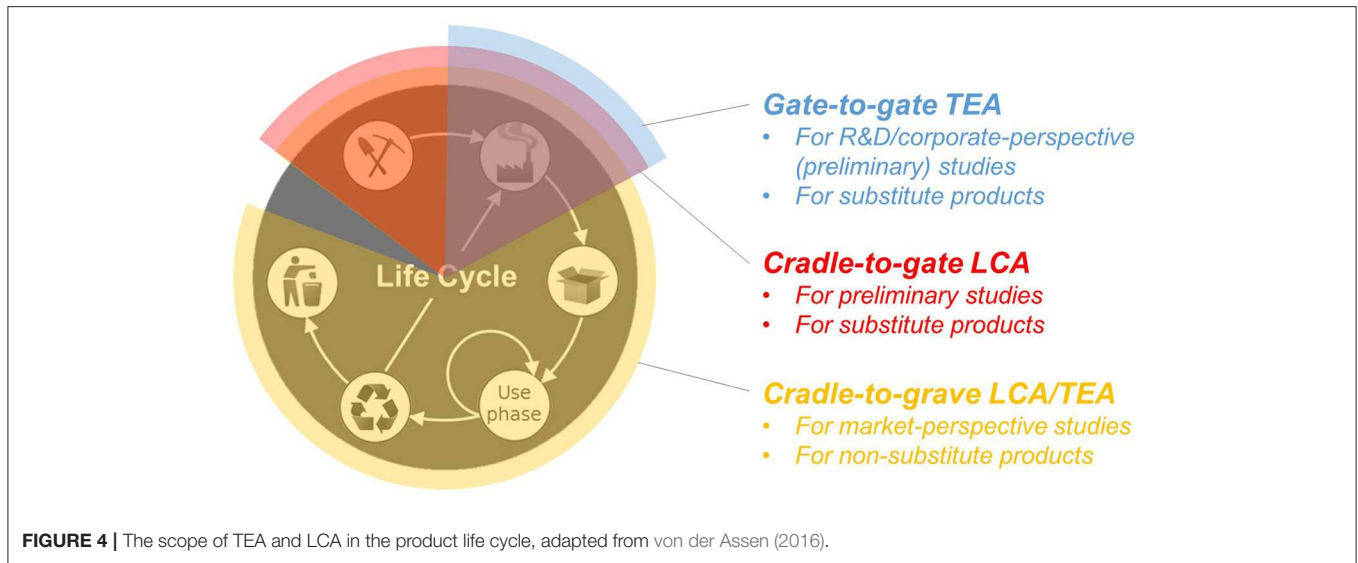 Life Cycle
Use
phase
Gate-to-gate TEA
• For R&D/corporate-perspective
(preliminary) studies
• For substitute products
Cradle-to-gate LCA
• For preliminary studies
• For substitute products
Cradle-to-grave LCA/TEA
• For market-perspective studies
• For non-substitute products
FIGURE 4 | The scope of TEA and LCA in the product life cycle, adapted from von der Assen (2016).